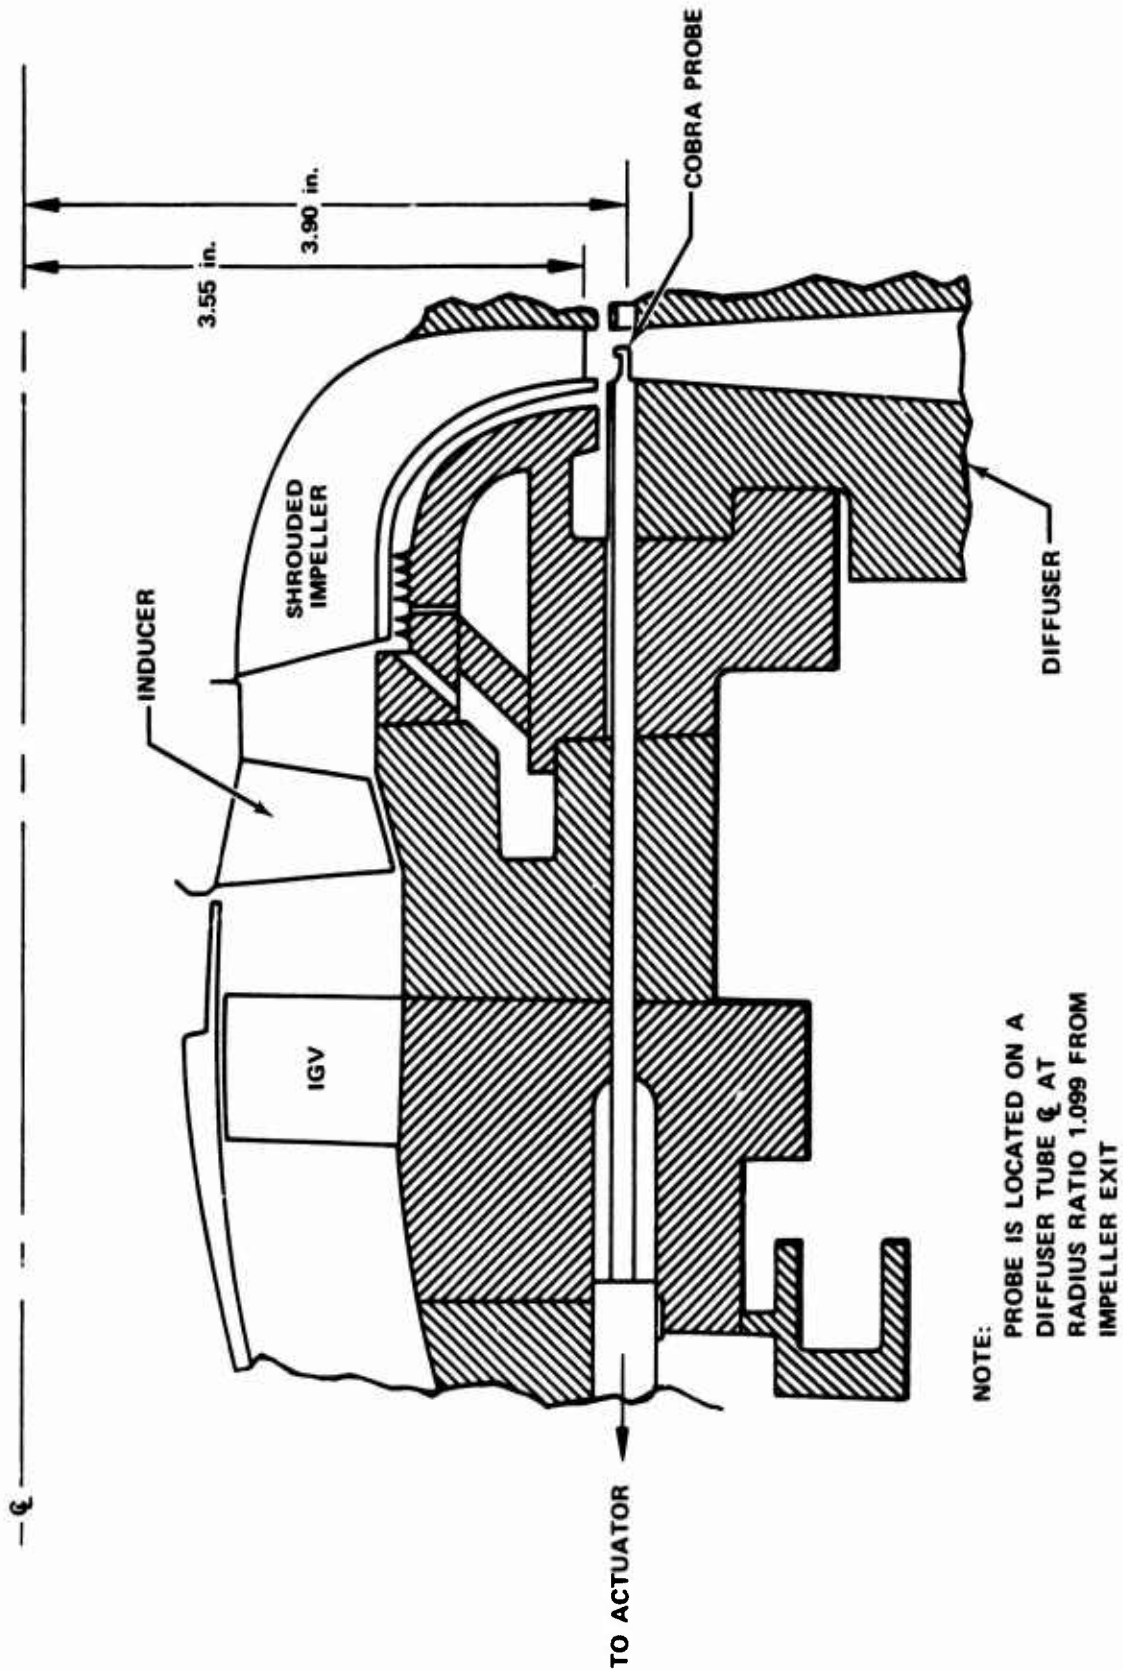 ℄
3.55 in.
3.90 in.
COBRA PROBE
INDUCER
SHROUDED
IMPELLER
IGV
DIFFUSER
TO ACTUATOR
NOTE:
PROBE IS LOCATED ON A
DIFFUSER TUBE ℄ AT
RADIUS RATIO 1.099 FROM
IMPELLER EXIT